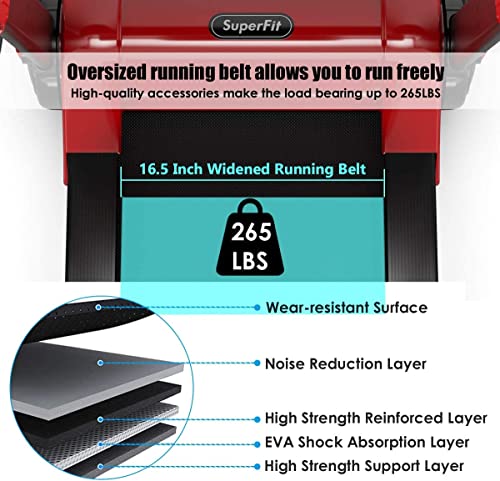 SuperFit
Oversized running belt allows you to run freely
High-quality accessories make the load bearing up to 265LBS
16.5 Inch Widened Running Belt
265
LBS
Wear-resistant Surface
Noise Reduction Layer
High Strength Reinforced Layer
EVA Shock Absorption Layer
High Strength Support Layer